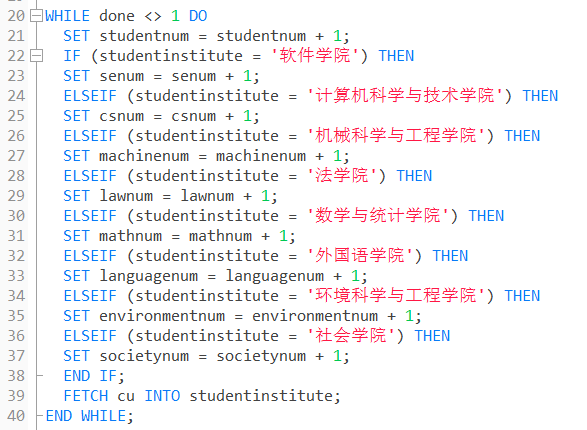 20 WHILE done <> 1 DO
21 SET studentnum = studentnum + 1;
22 IF (studentinstitute = '软件学院') THEN
23 SET senum = senum + 1;
24 ELSEIF (studentinstitute = '计算机科学与技术学院') THEN
25 SET csnum = csnum + 1;
26 ELSEIF (studentinstitute = '机械科学与工程学院') THEN
27 SET machinenum = machinenum + 1;
28 ELSEIF (studentinstitute = '法学院') THEN
29 SET lawnum = lawnum + 1;
30 ELSEIF (studentinstitute = '数学与统计学院') THEN
31 SET mathnum = mathnum + 1;
32 ELSEIF (studentinstitute = '外国语学院') THEN
33 SET languagenum = languagenum + 1;
34 ELSEIF (studentinstitute = '环境科学与工程学院') THEN
35 SET environmentnum = environmentnum + 1;
36 ELSEIF (studentinstitute = '社会学院') THEN
37 SET societynum = societynum + 1;
38 END IF;
39 FETCH cu INTO studentinstitute;
40 END WHILE;